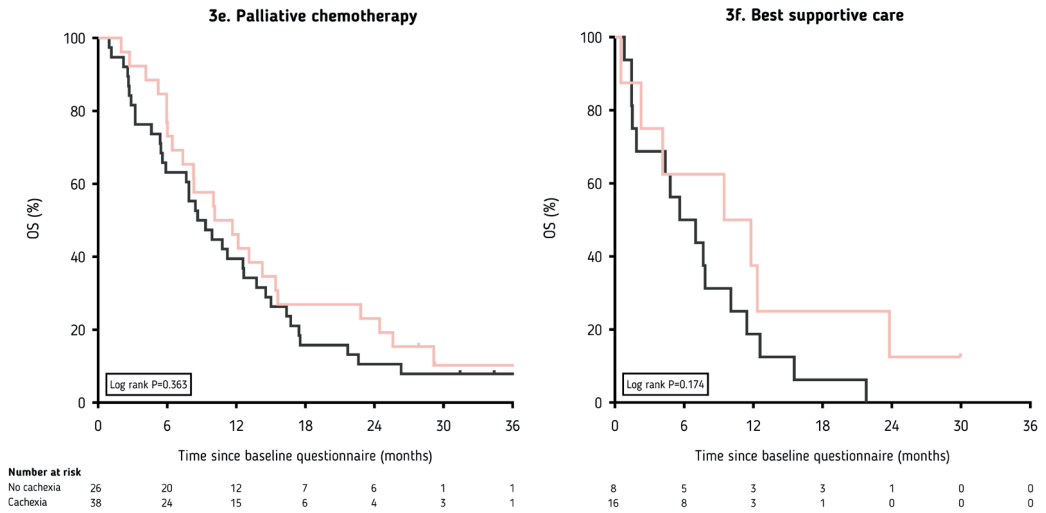 3e. Palliative chemotherapy
3f. Best supportive care
100
80
60
40
20
0
OS (%)
Log rank P=0.363
0 6 12 18 24 30 36
Time since baseline questionnaire (months)
100
80
60
40
20
0
OS (%)
Log rank P=0.174
0 6 12 18 24 30 36
Time since baseline questionnaire (months)
Number at risk
No cachexia 26 20 12 7 6 1 1 8 5 3 3 1 0 0
Cachexia 38 24 15 6 4 3 1 16 8 3 1 0 0 0